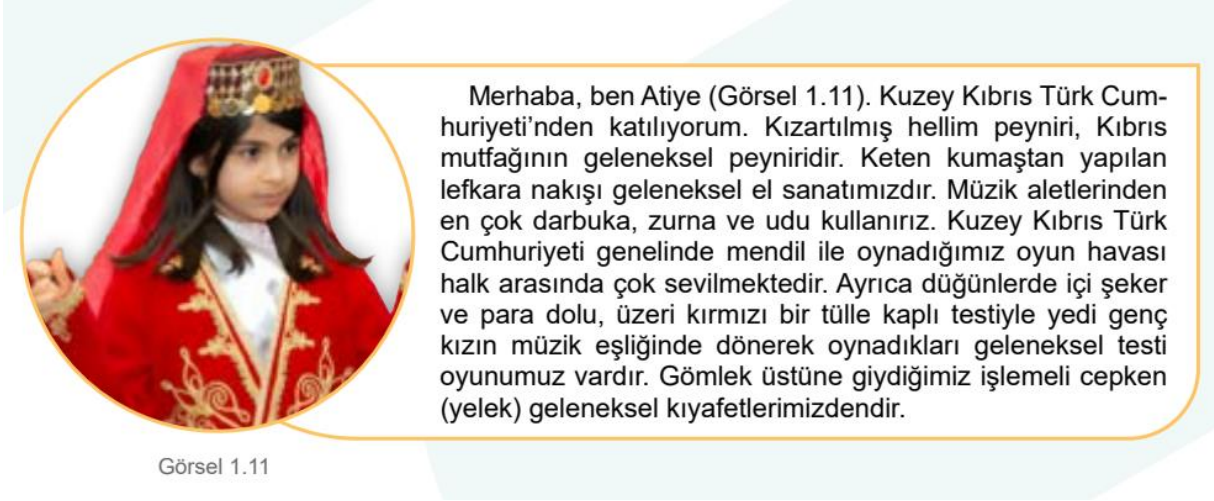 Merhaba, ben Atiye (Görsel 1.11). Kuzey Kıbrıs Türk Cum-
huriyeti’nden katılıyorum. Kızartılmış hellim peyniri, Kıbrıs
mutfağının geleneksel peyniridir. Keten kumaştan yapılan
lefkara nakışı geleneksel el sanatımızdır. Müzik aletlerinden
en çok darbuka, zurna ve udu kullanırız. Kuzey Kıbrıs Türk
Cumhuriyeti genelinde mendil ile oynadığımız oyun havası
halk arasında çok sevilmektedir. Ayrıca düğünlerde içi şeker
ve para dolu, üzeri kırmızı bir tülle kaplı testiyle yedi genç
kızın müzik eşliğinde dönerek oynadıkları geleneksel testi
oyunumuz vardır. Gömlek üstüne giydiğimiz işlemeli cepken
(yelek) geleneksel kıyafetlerimizdendir.
Görsel 1.11